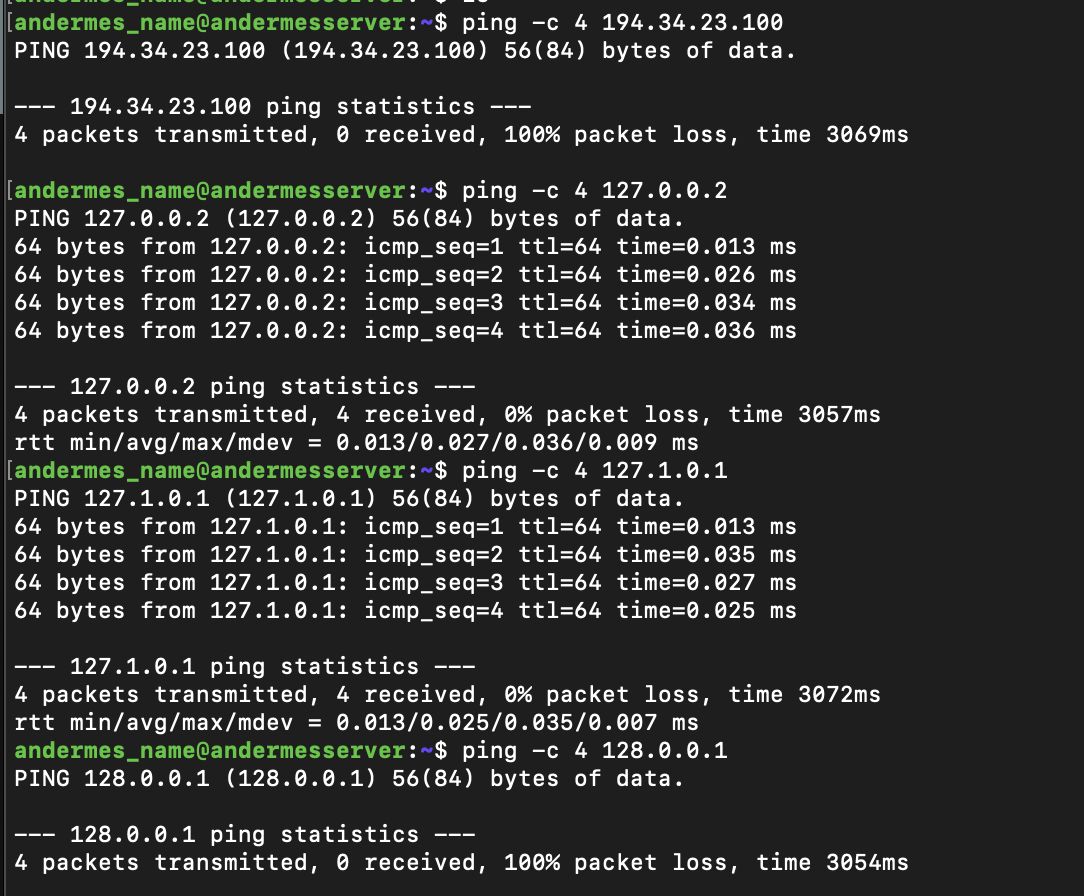 [andermes_name@andermesserver:~$ ping -c 4 194.34.23.100
PING 194.34.23.100 (194.34.23.100) 56(84) bytes of data.
--- 194.34.23.100 ping statistics ---
4 packets transmitted, 0 received, 100% packet loss, time 3069ms
[andermes_name@andermesserver:~$ ping -c 4 127.0.0.2
PING 127.0.0.2 (127.0.0.2) 56(84) bytes of data.
64 bytes from 127.0.0.2: icmp_seq=1 ttl=64 time=0.013 ms
64 bytes from 127.0.0.2: icmp_seq=2 ttl=64 time=0.026 ms
64 bytes from 127.0.0.2: icmp_seq=3 ttl=64 time=0.034 ms
64 bytes from 127.0.0.2: icmp_seq=4 ttl=64 time=0.036 ms
--- 127.0.0.2 ping statistics ---
4 packets transmitted, 4 received, 0% packet loss, time 3057ms
rtt min/avg/max/mdev = 0.013/0.027/0.036/0.009 ms
[andermes_name@andermesserver:~$ ping -c 4 127.1.0.1
PING 127.1.0.1 (127.1.0.1) 56(84) bytes of data.
64 bytes from 127.1.0.1: icmp_seq=1 ttl=64 time=0.013 ms
64 bytes from 127.1.0.1: icmp_seq=2 ttl=64 time=0.035 ms
64 bytes from 127.1.0.1: icmp_seq=3 ttl=64 time=0.027 ms
64 bytes from 127.1.0.1: icmp_seq=4 ttl=64 time=0.025 ms
--- 127.1.0.1 ping statistics ---
4 packets transmitted, 4 received, 0% packet loss, time 3072ms
rtt min/avg/max/mdev = 0.013/0.025/0.035/0.007 ms
andermes_name@andermesserver:~$ ping -c 4 128.0.0.1
PING 128.0.0.1 (128.0.0.1) 56(84) bytes of data.
--- 128.0.0.1 ping statistics ---
4 packets transmitted, 0 received, 100% packet loss, time 3054ms